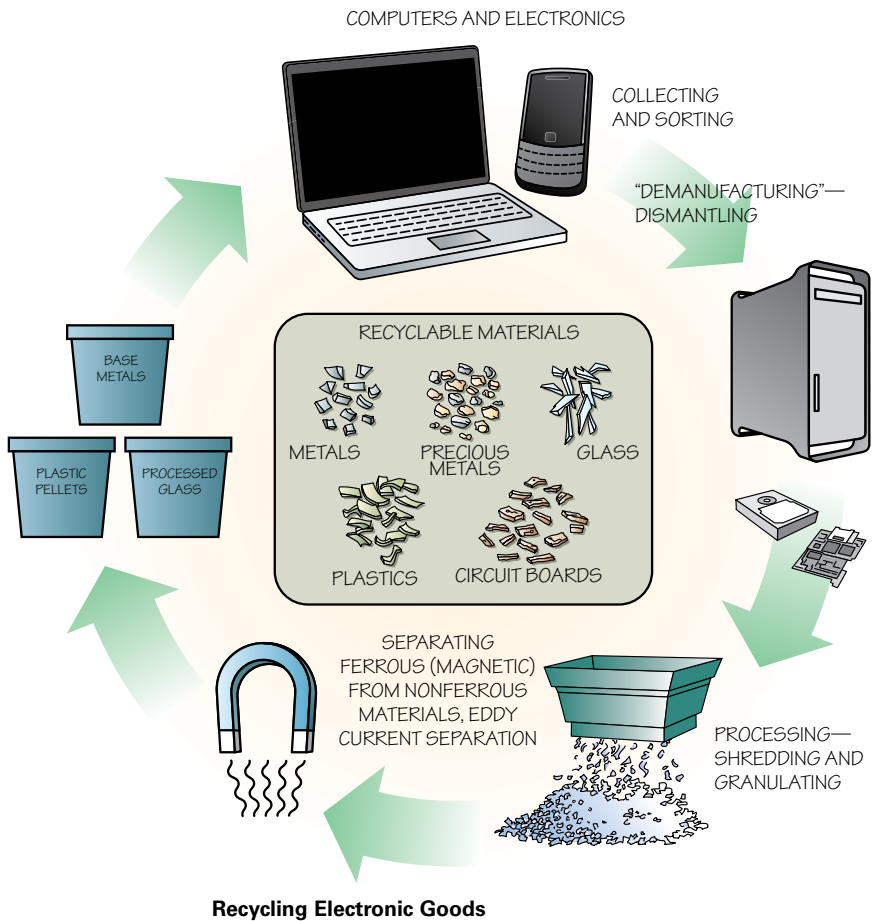 COMPUTERS AND ELECTRONICS
COLLECTING
AND SORTING
“DEMANUFACTURING”—
DISMANTLING
RECYCLABLE MATERIALS
METALS
PRECIOUS
METALS
GLASS
PLASTICS
CIRCUIT BOARDS
BASE
METALS
PLASTIC
PELLETS
PROCESSED
GLASS
SEPARATING
FERROUS (MAGNETIC)
FROM NONFERROUS
MATERIALS, EDDY
CURRENT SEPARATION
PROCESSING—
SHREDDING AND
GRANULATING
Recycling Electronic Goods